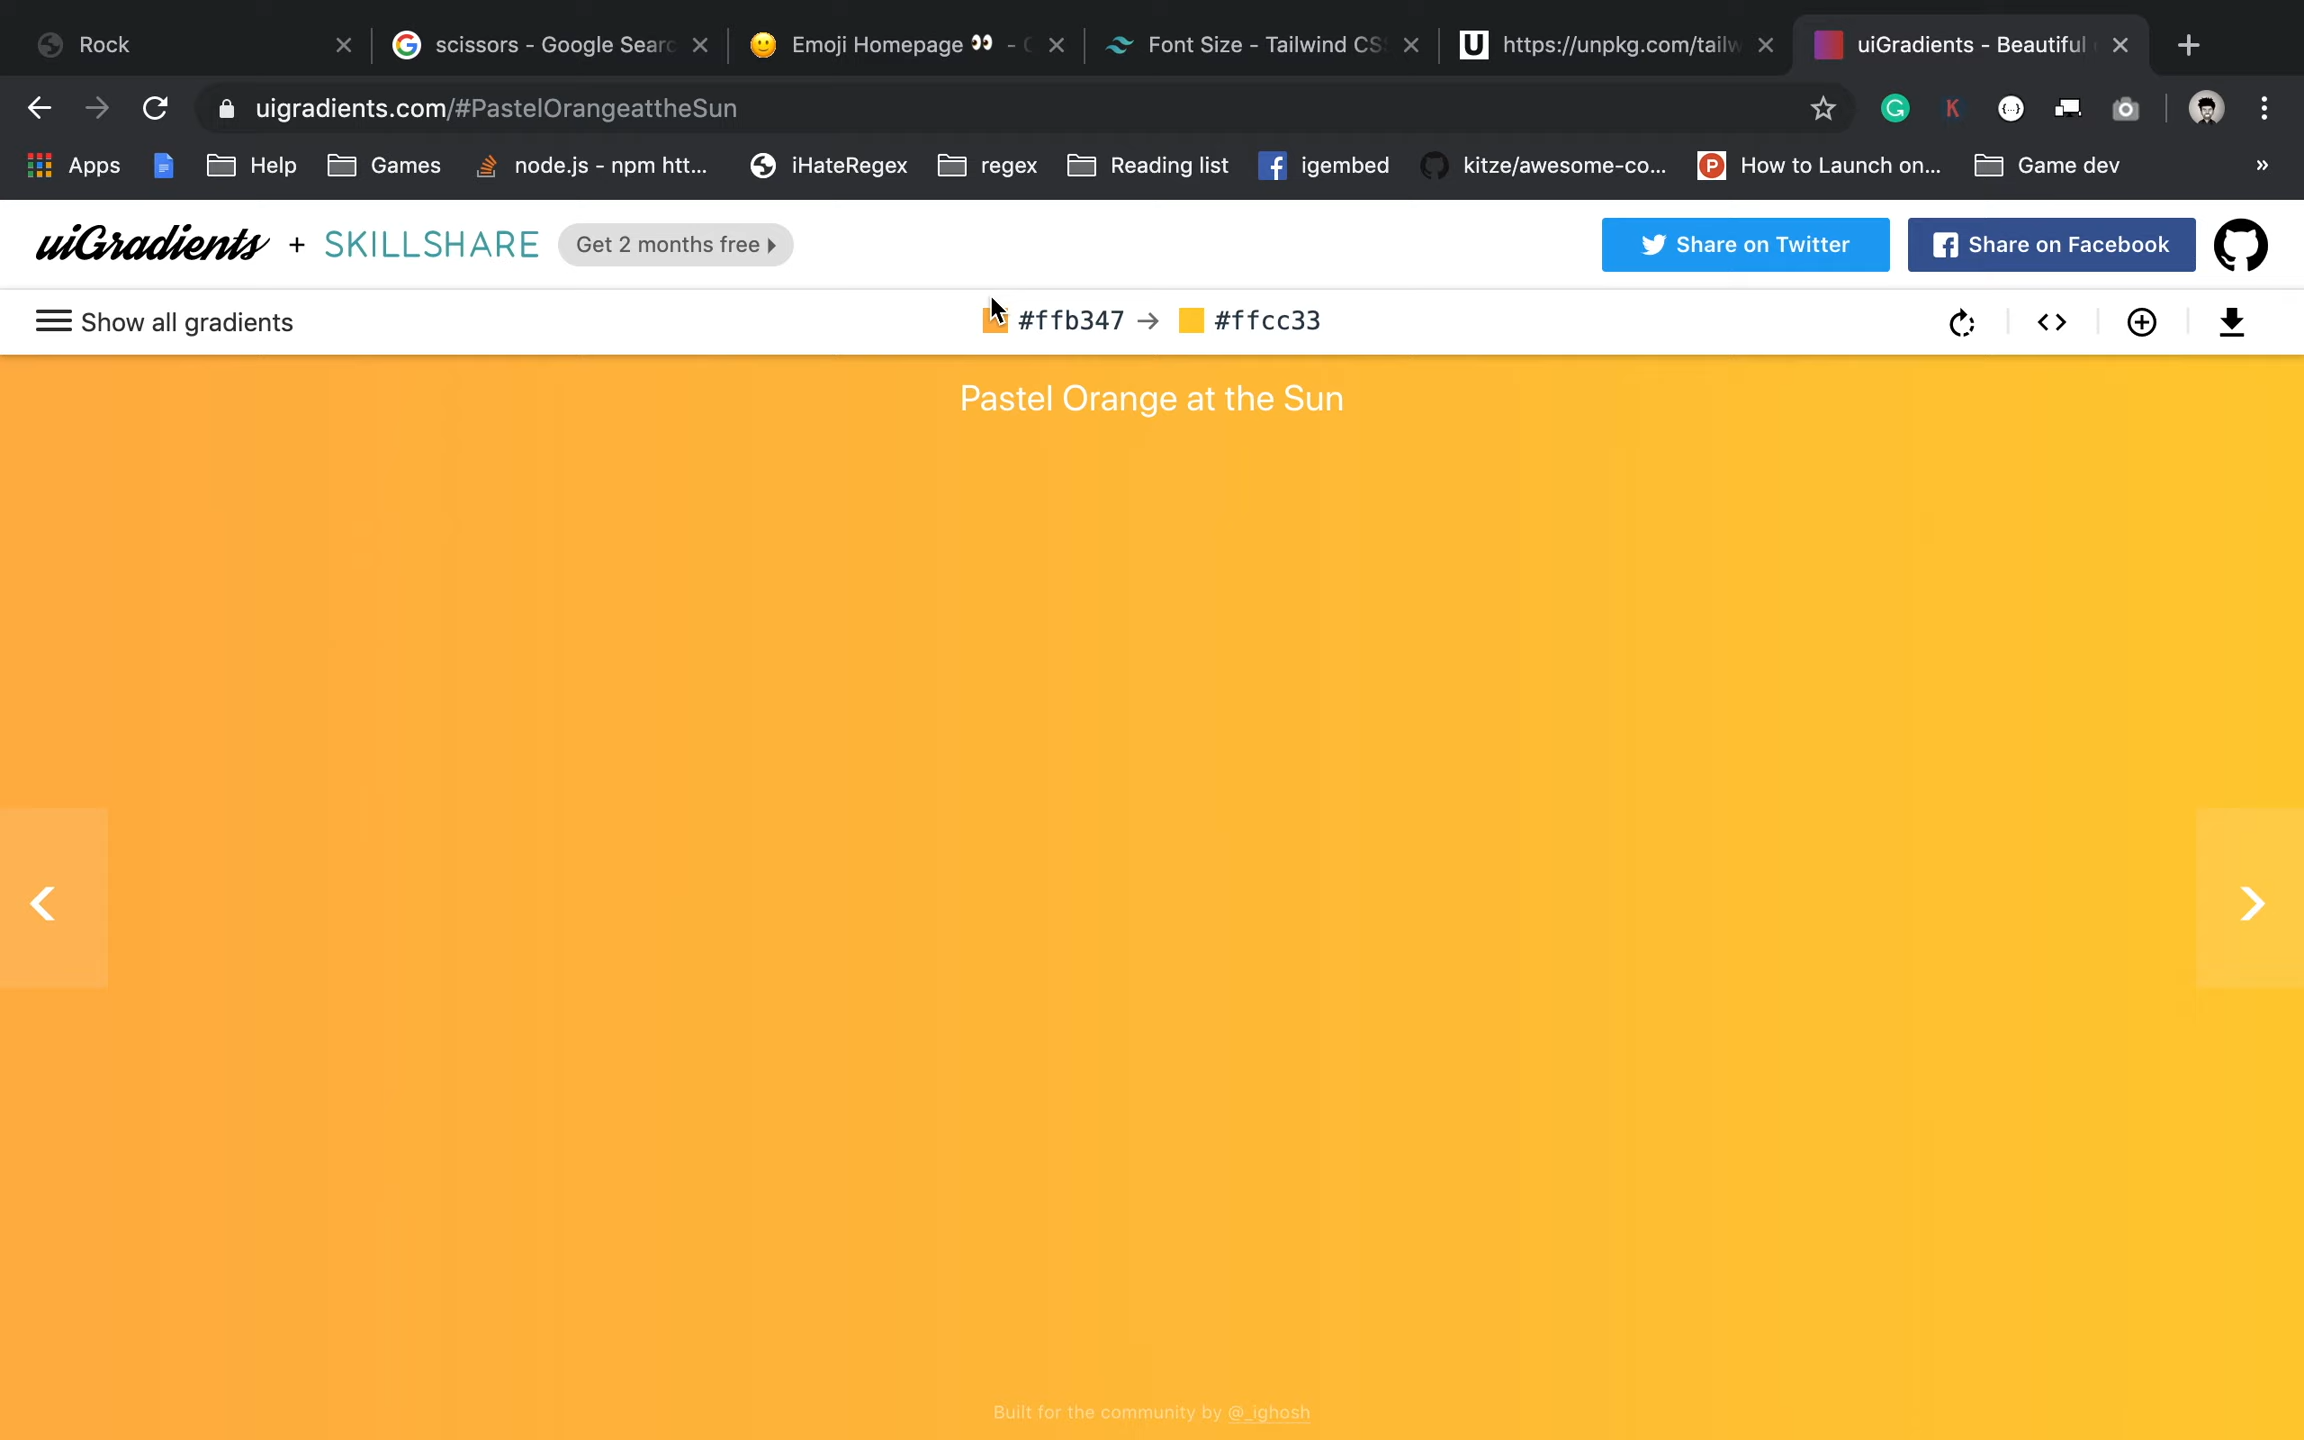 Rock
scissors - Google Searc
Emoji Homepage 👀 - C
Font Size - Tailwind CSS
https://unpkg.com/tailw
uiGradients - Beautiful
uigradients.com/#PastelOrangeattheSun
Apps
Help
Games
node.js - npm htt...
iHateRegex
regex
Reading list
igembed
kitze/awesome-co...
How to Launch on...
Game dev
»
uiGradients + SKILLSHARE
Get 2 months free
Share on Twitter
Share on Facebook
Show all gradients
#ffb347 → #ffcc33
Pastel Orange at the Sun
Built for the community by @_ighosh